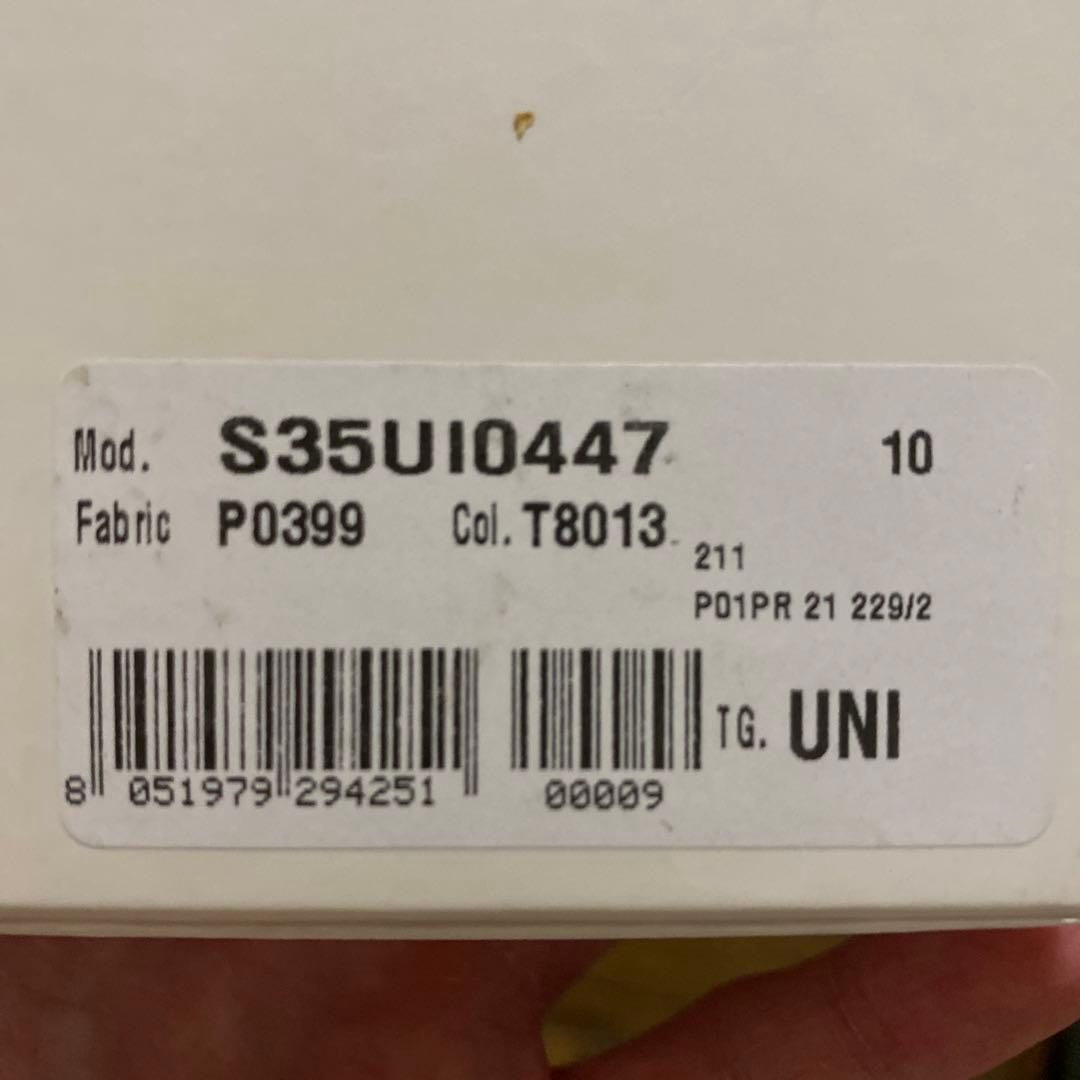 Mod. S35UI0447 10
Fabric P0399 Col. T8013
211
P01PR 21 229/2
TG. UNI
8 051979 294251 00009